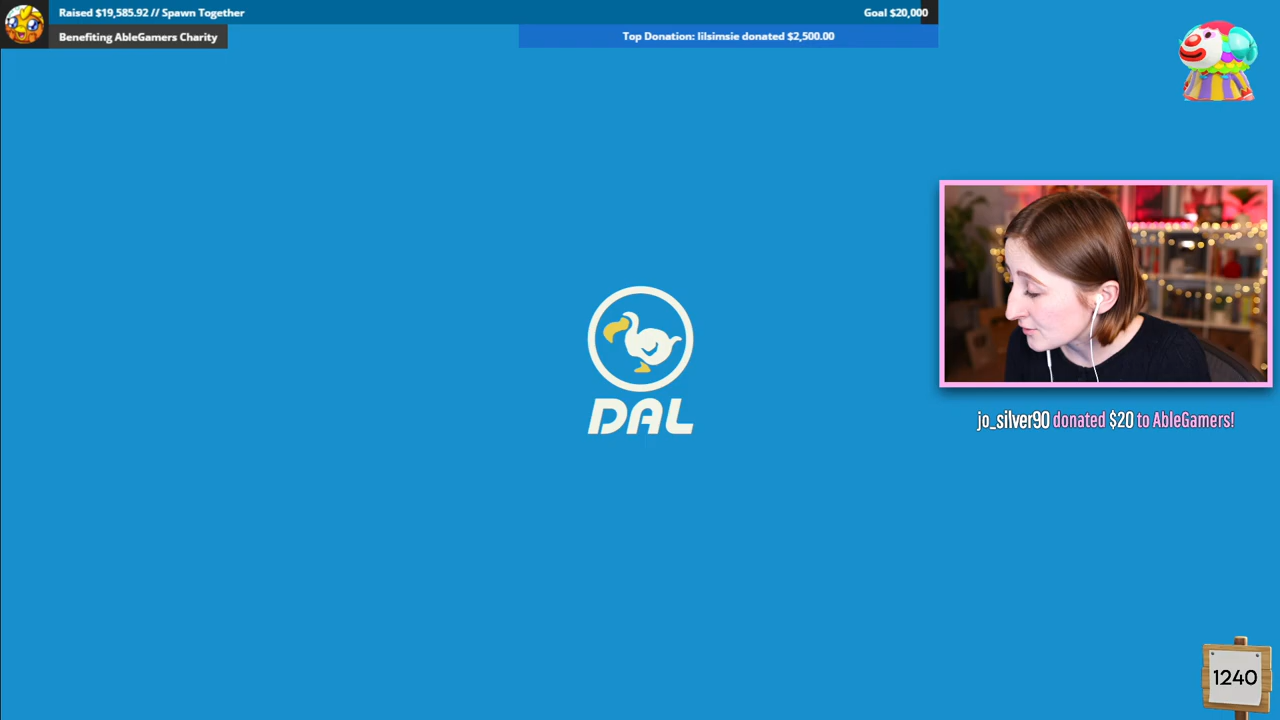 Raised $19,585.92 // Spawn Together
Goal $20,000
Benefiting AbleGamers Charity
Top Donation: lilsimsie donated $2,500.00
DAL
jo_silver90 donated $20 to AbleGamers!
1240